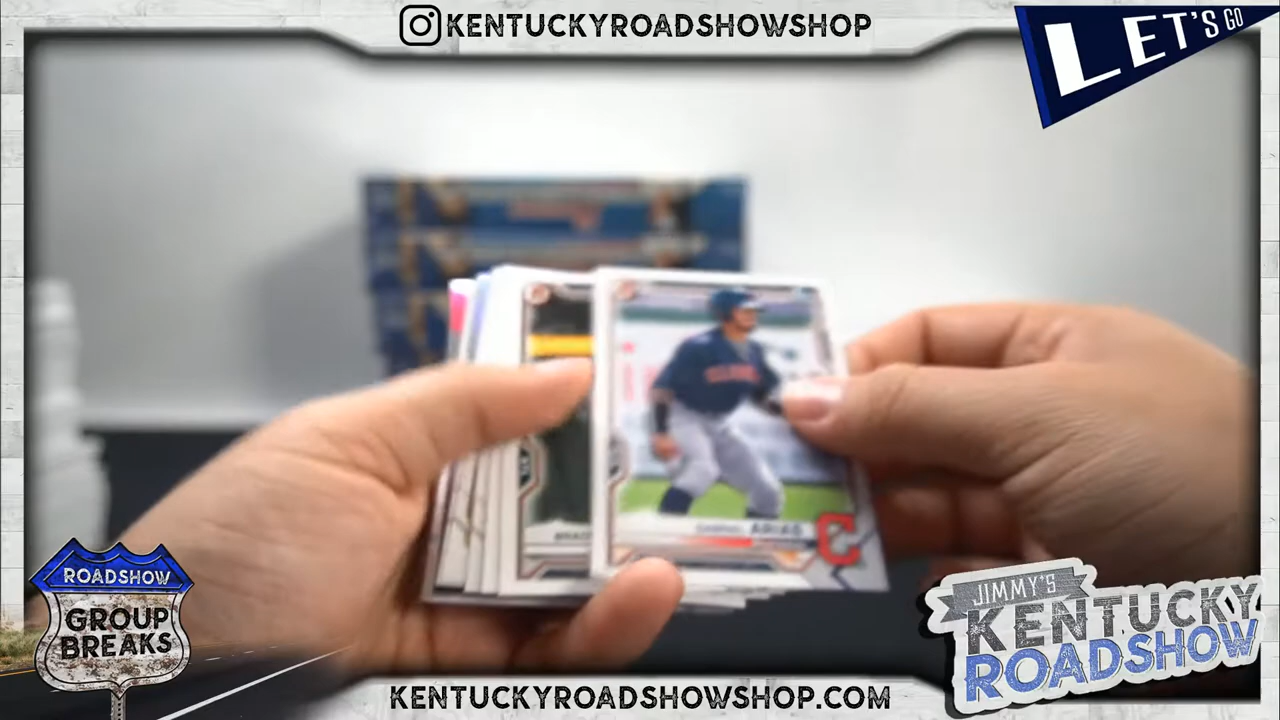 KENTUCKYROADSHOWSHOP
LET'S GO
ARIAS
C
ROADSHOW
GROUP
BREAKS
JIMMY'S
KENTUCKY
ROADSHOW
KENTUCKYROADSHOWSHOP.COM